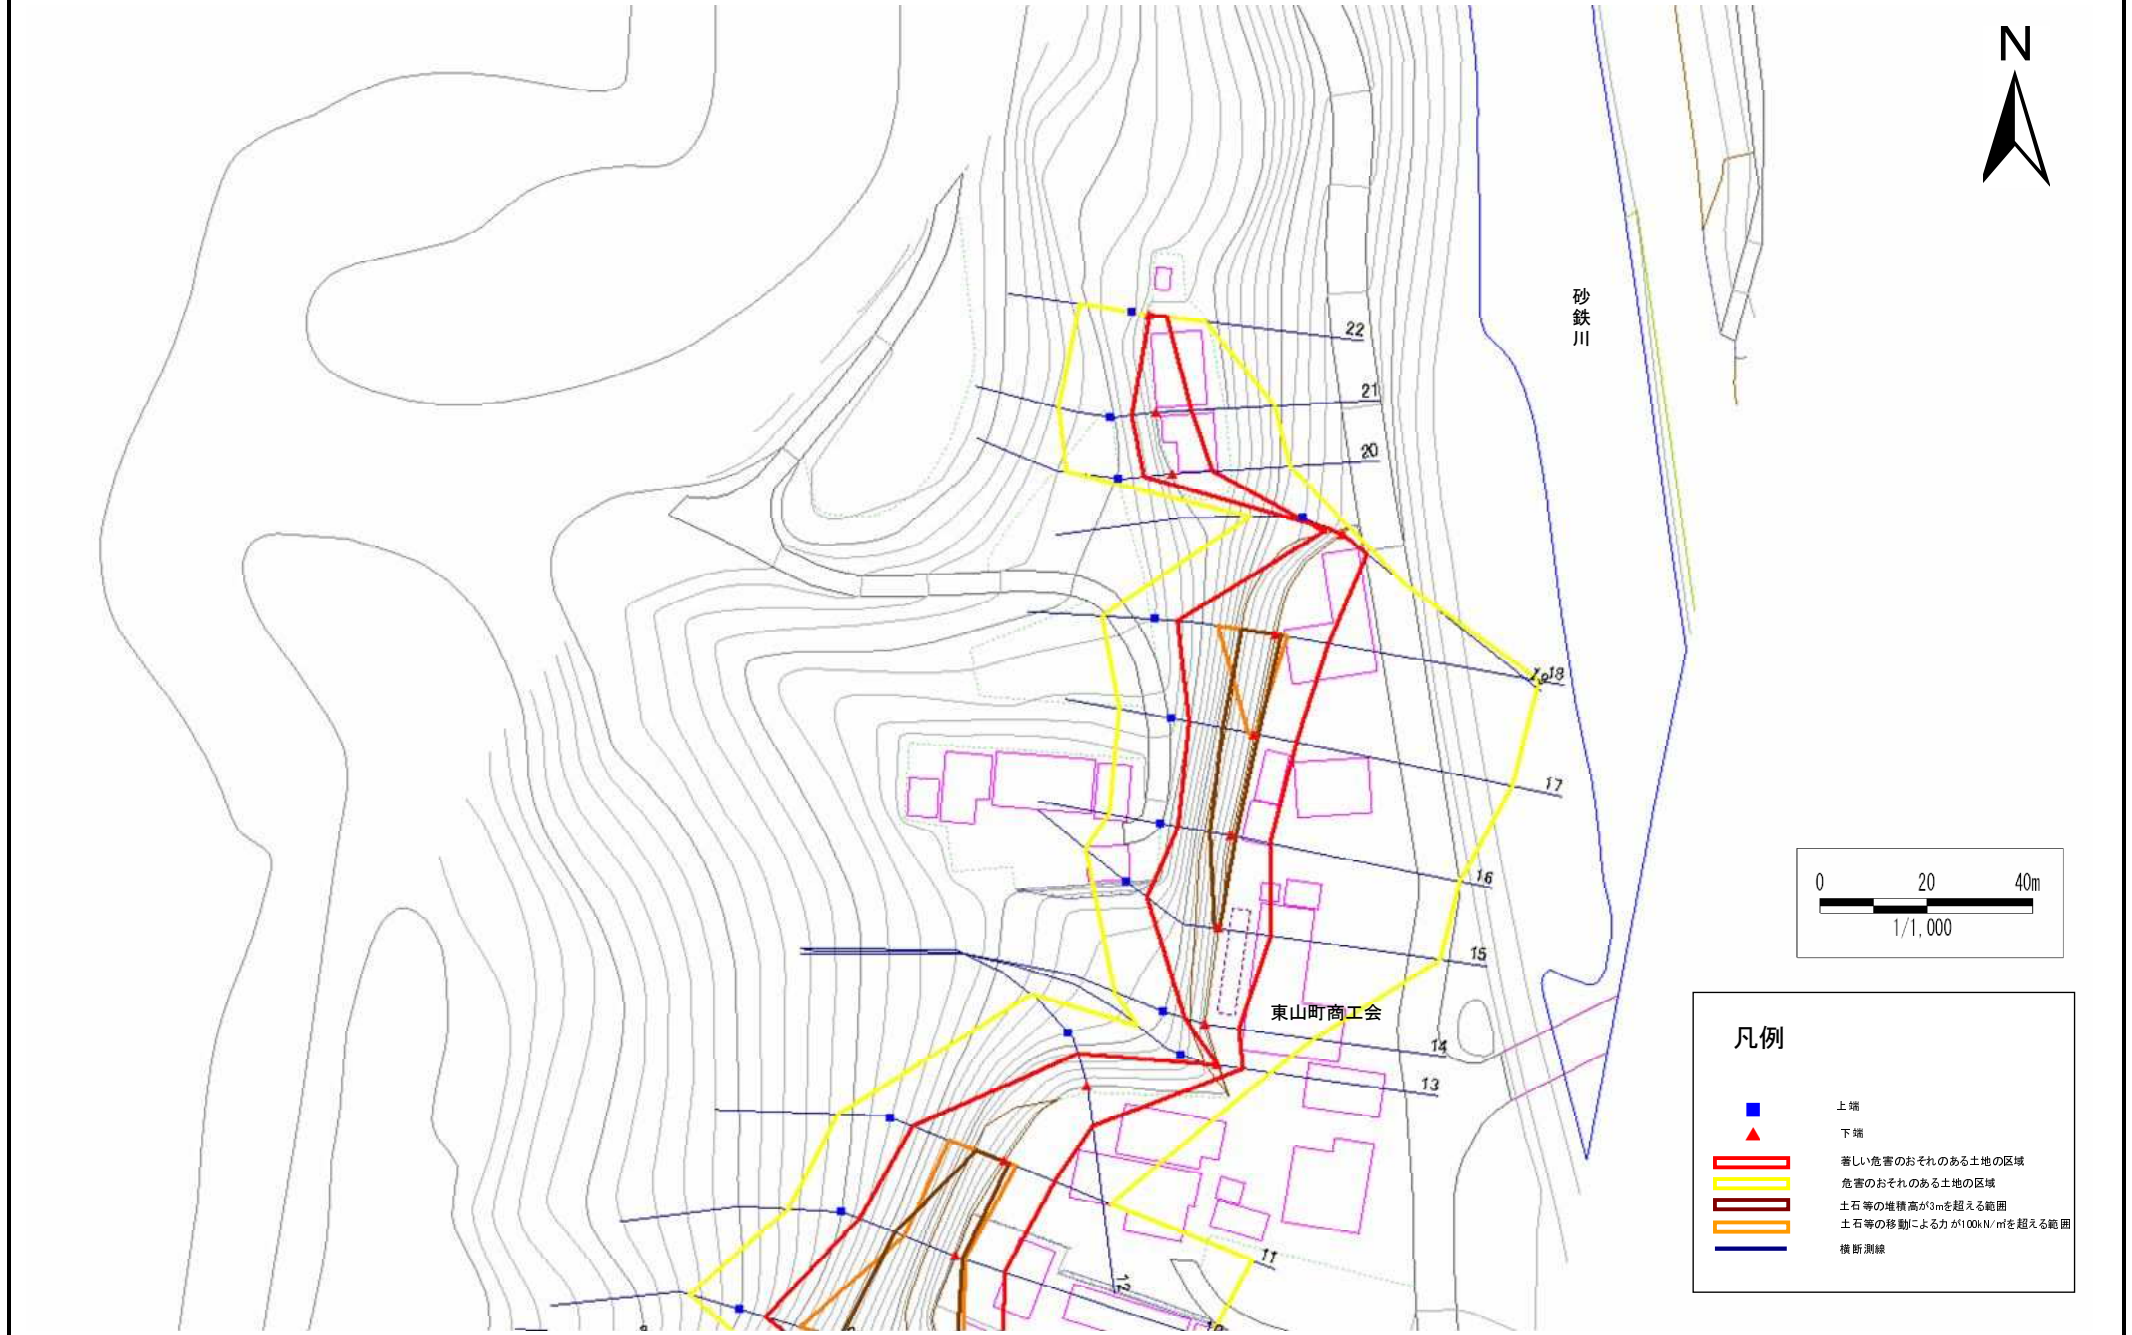 N
砂鉄川
22
21
20
18
17
16
15
東山町商工会
14
13
11
12
10
0 20 40m
1/1,000
凡例
上端
下端
著しい危害のおそれのある土地の区域
危害のおそれのある土地の区域
土石等の堆積高が3mを超える範囲
土石等の移動による力が100kN/㎡を超える範囲
横断測線